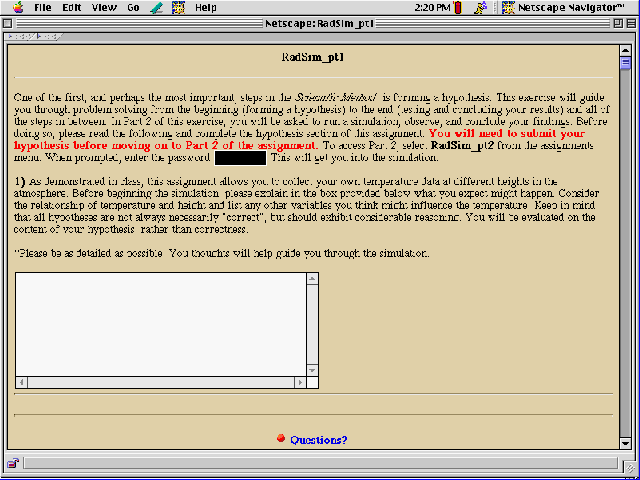 File Edit View Go Help 2:20 PM Netscape Navigator™
Netscape: RadSim_pt1
RadSim_pt1
One of the first, and perhaps the most important, steps in the Scientific Method is forming a hypothesis. This exercise will guide
you through problem solving from the beginning (forming a hypothesis) to the end (testing and concluding your results) and all of
the steps in between. In Part 2 of this exercise, you will be asked to run a simulation, observe, and conclude your findings. Before
doing so, please read the following and complete the hypothesis section of this assignment. You will need to submit your
hypothesis before moving on to Part 2 of the assignment. To access Part 2, select RadSim_pt2 from the assignments
menu. When prompted, enter the password This will get you into the simulation.
1) As demonstrated in class, this assignment allows you to collect your own temperature data at different heights in the
atmosphere. Before beginning the simulation, please explain in the box provided below what you expect might happen. Consider
the relationship of temperature and height and list any other variables you think might influence the temperature. Keep in mind
that all hypotheses are not always necessarily "correct", but should exhibit considerable reasoning. You will be evaluated on the
content of your hypothesis, rather than correctness.
*Please be as detailed as possible. You thoughts will help guide you through the simulation.
Questions?